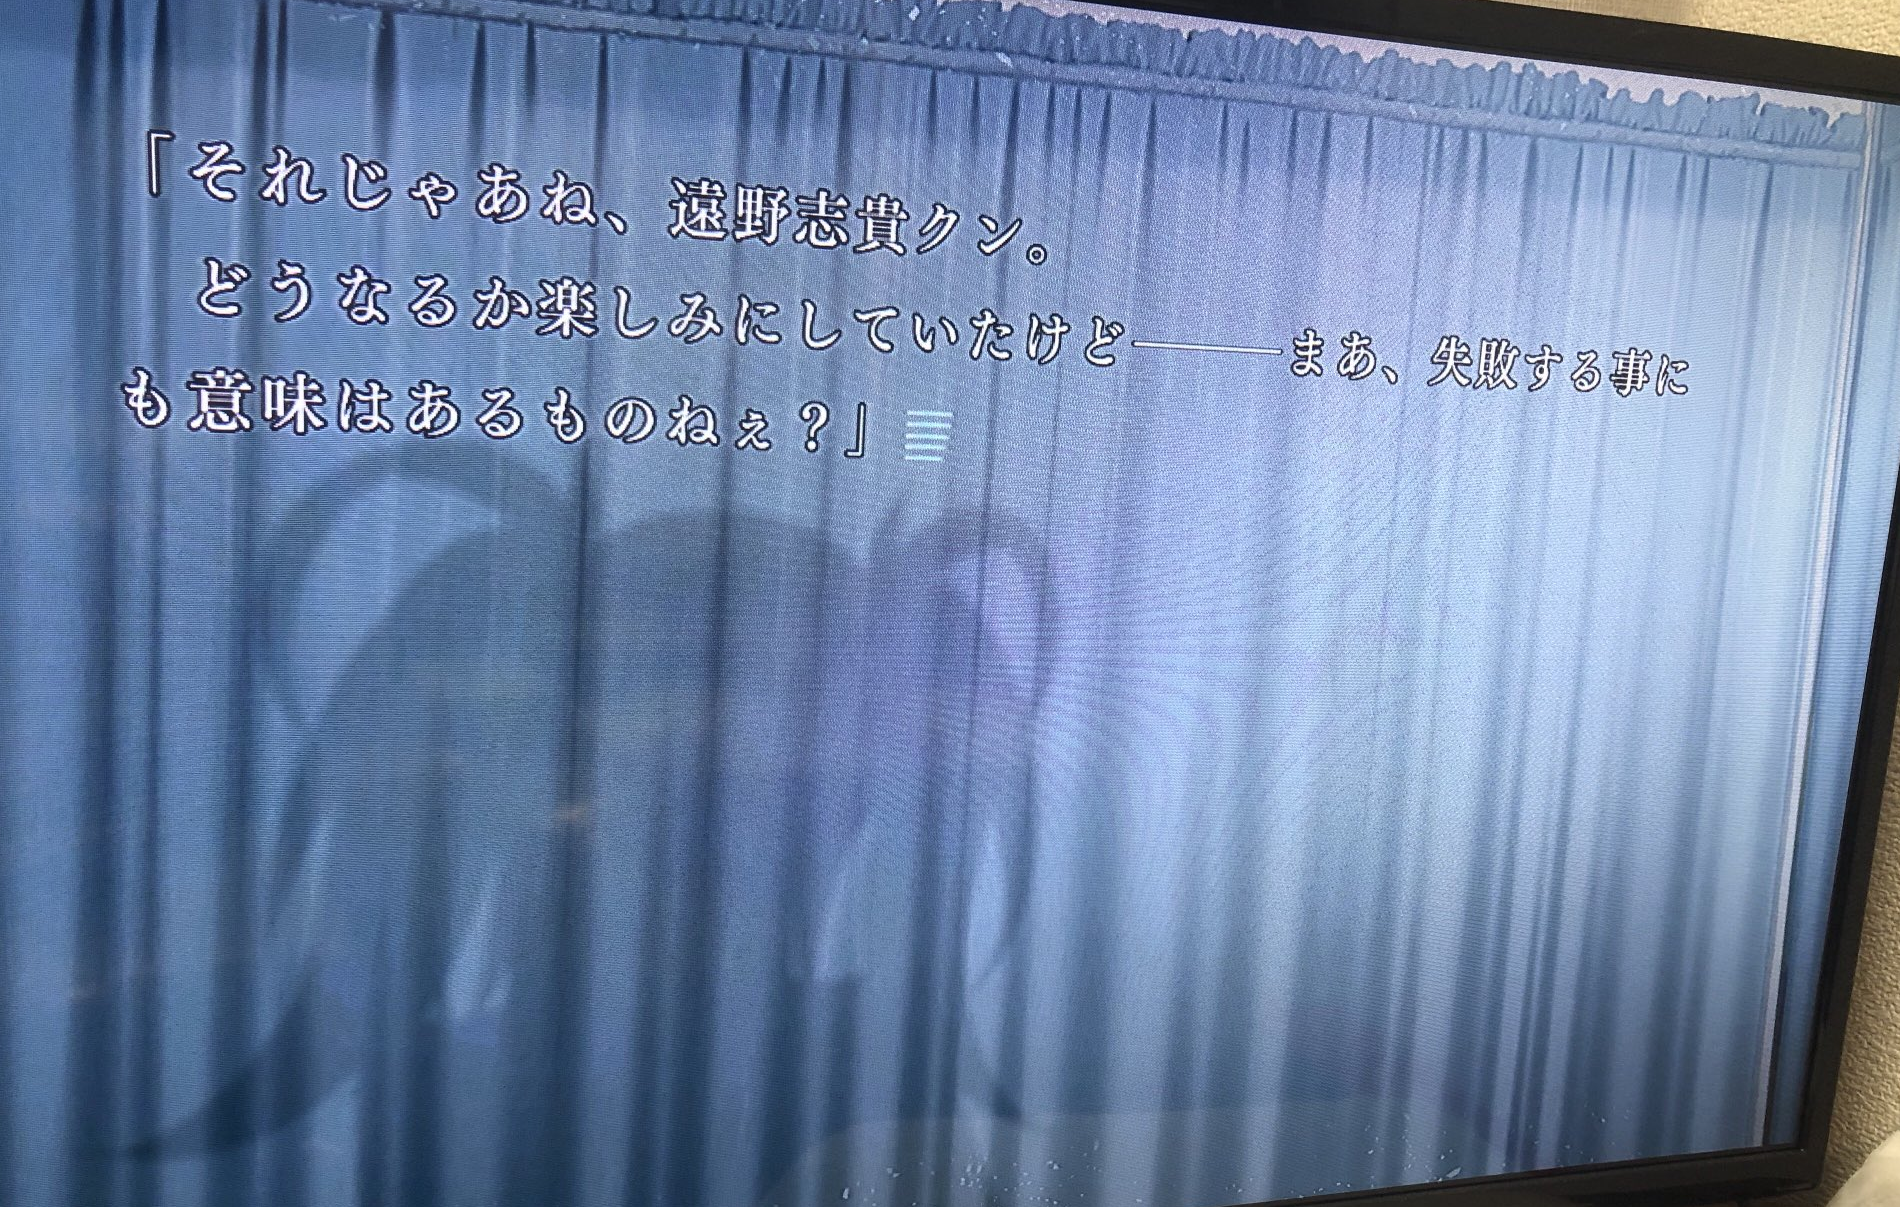 「それじゃあね、遠野志貴クン。
どうなるか楽しみにしていたけど―――まあ、失敗する事に
も意味はあるものねぇ？」